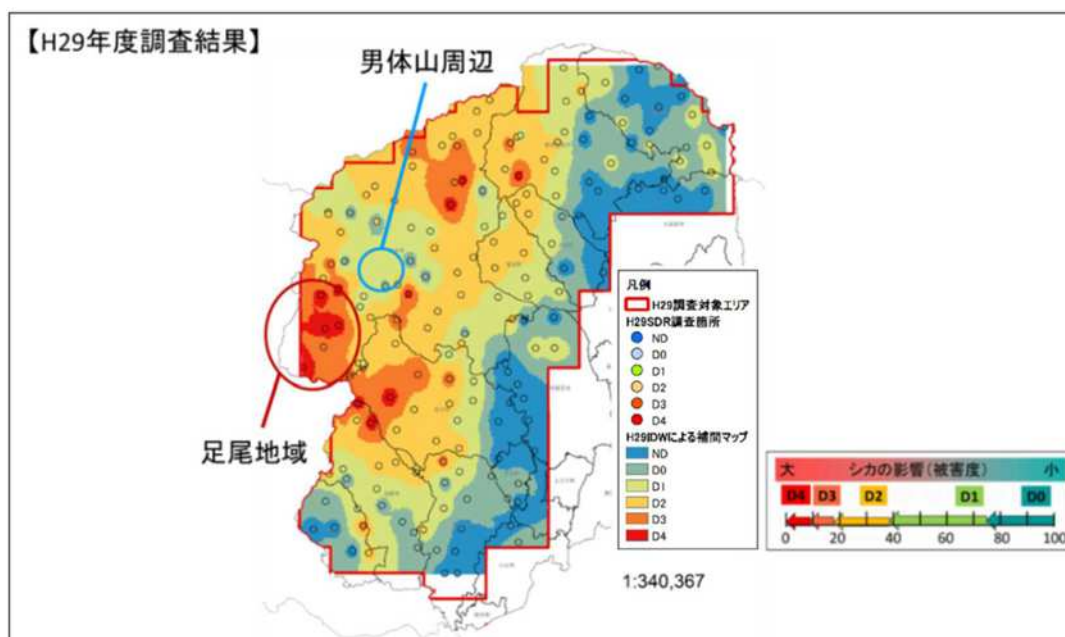 【H29年度調査結果】
男体山周辺
足尾地域
凡例
H29調査対象エリア
H29SDR調査箇所
ND
D0
D1
D2
D3
D4
H29IDWによる補間マップ
ND
D0
D1
D2
D3
D4
1:340,367
大 シカの影響(被害度) 小
D4 D3 D2 D1 D0
0 20 40 60 80 100